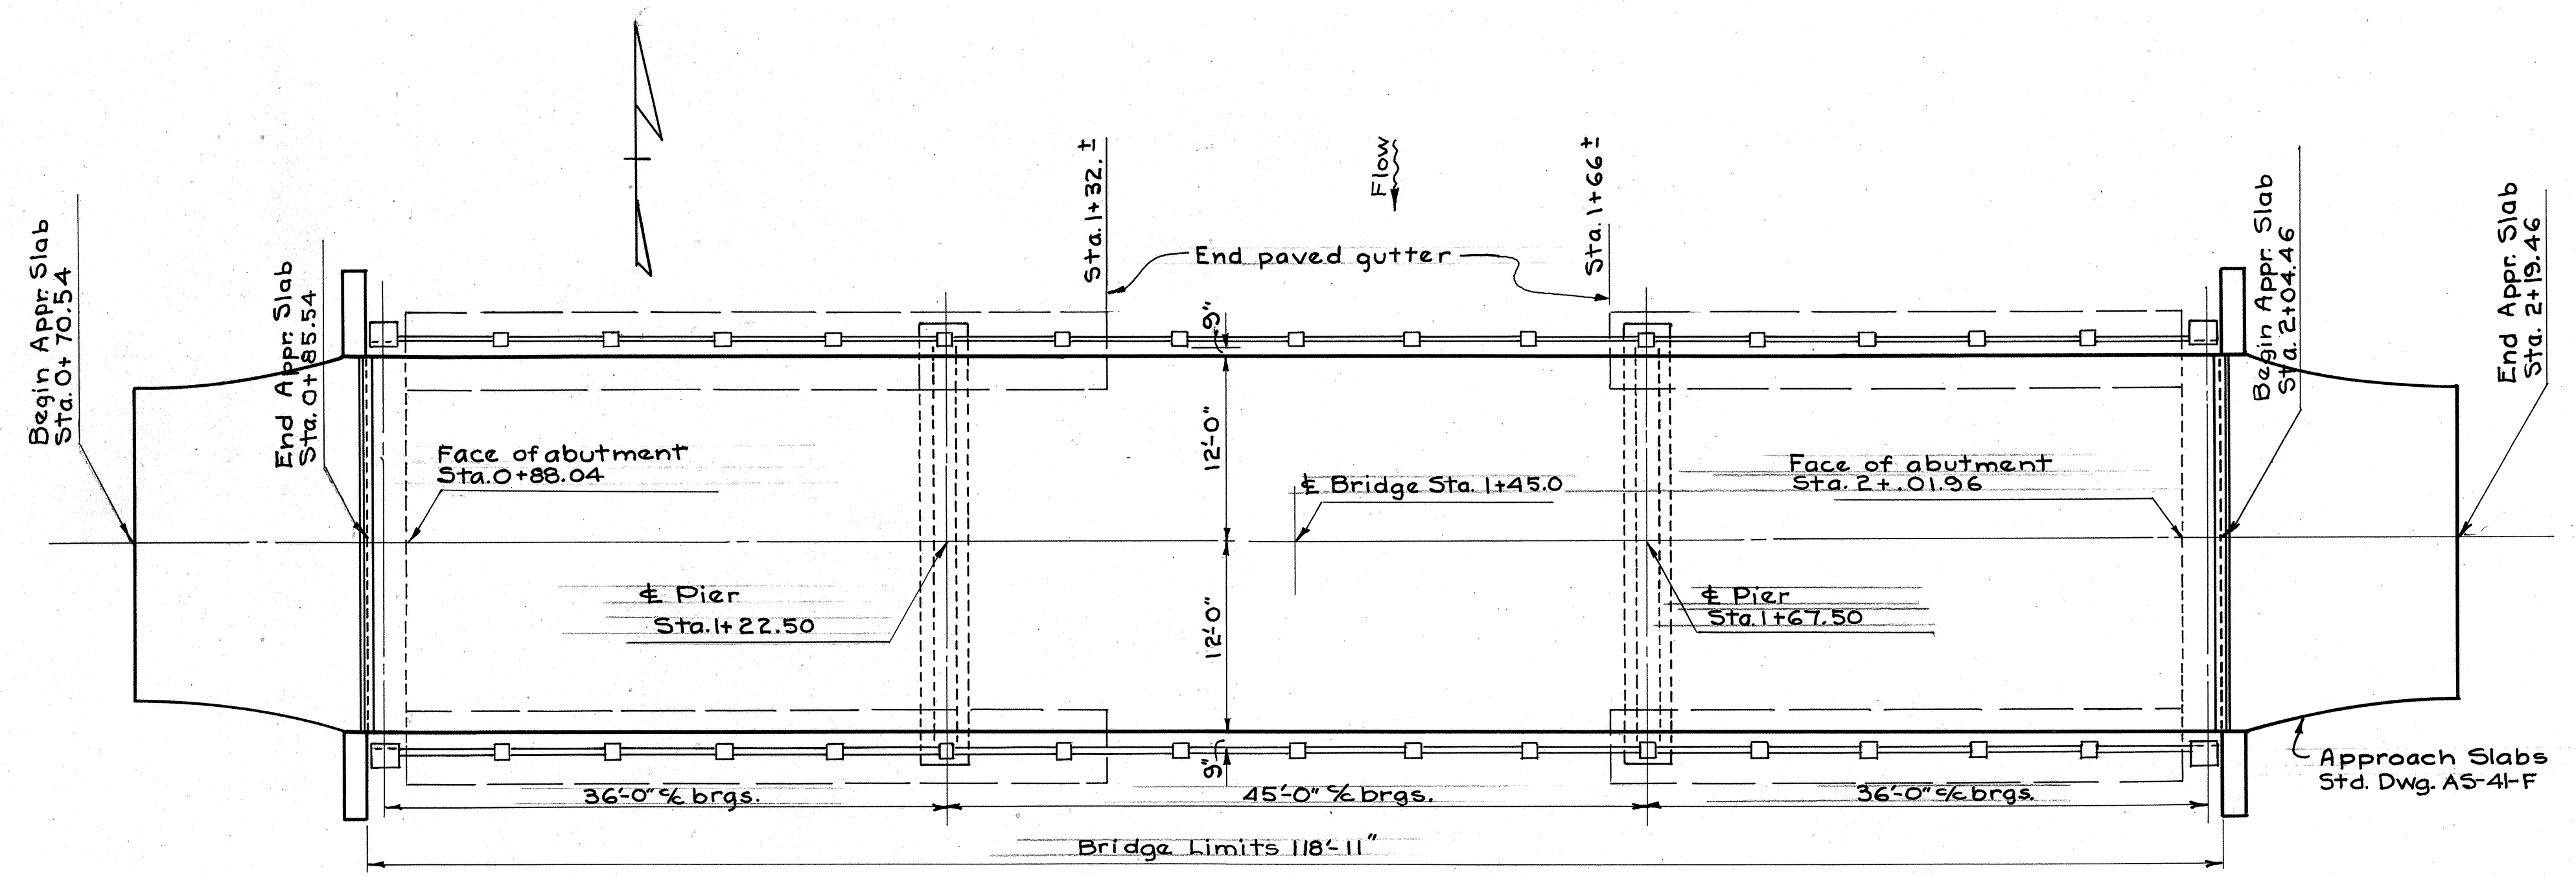 Begin Appr. Slab
Sta. 0+ 70.54
End Appr. Slab
Sta. 0+85.54
Sta. 1+32. ±
Flow
Sta. 1+66 ±
Begin Appr. Slab
Sta. 2+04.46
End Appr. Slab
Sta. 2+19.46
End paved gutter
9"
12'-0"
Face of abutment
Sta. 0+88.04
℄ Bridge Sta. 1+45.0
Face of abutment
Sta. 2+.01.96
℄ Pier
Sta. 1+22.50
12'-0"
℄ Pier
Sta. 1+67.50
9"
Approach Slabs
Std. Dwg. AS-41-F
36'-0" c/c brgs.
45'-0" c/c brgs.
36'-0" c/c brgs.
Bridge Limits 118'-11"